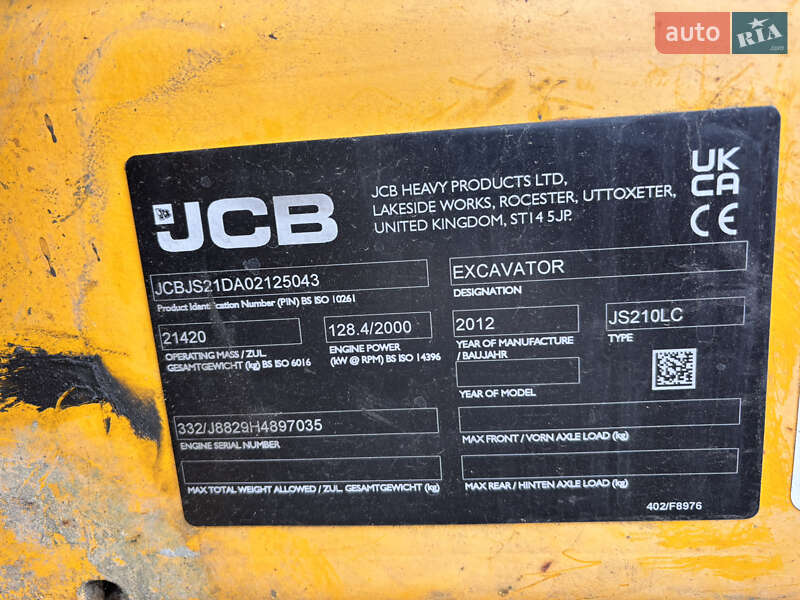 auto RIA .com
JCB
JCB HEAVY PRODUCTS LTD,
LAKESIDE WORKS, ROCESTER, UTTOXETER,
UNITED KINGDOM, ST14 5JP.
UK
CA
CE
JCBJS21DA02125043
Product Identification Number (PIN) BS ISO 10261
EXCAVATOR
DESIGNATION
21420
OPERATING MASS / ZUL.
GESAMTGEWICHT (kg) BS ISO 6016
128.4/2000
ENGINE POWER
(kW @ RPM) BS ISO 14396
2012
YEAR OF MANUFACTURE
/ BAUJAHR
JS210LC
TYPE
YEAR OF MODEL
332/J8829H4897035
ENGINE SERIAL NUMBER
MAX FRONT / VORN AXLE LOAD (kg)
MAX TOTAL WEIGHT ALLOWED / ZUL. GESAMTGEWICHT (kg)
MAX REAR / HINTEN AXLE LOAD (kg)
402/F8976